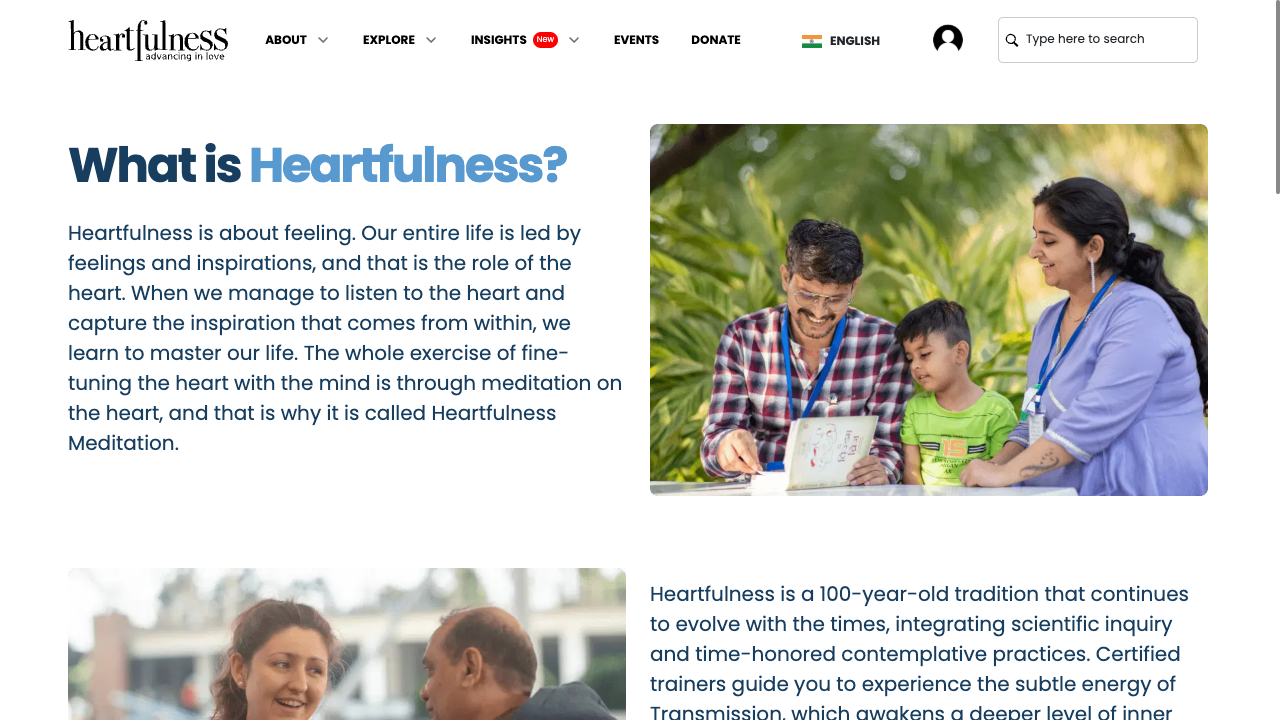 heartfulness
advancing in love
ABOUT
EXPLORE
INSIGHTS New
EVENTS
DONATE
ENGLISH
Type here to search
What is Heartfulness?
Heartfulness is about feeling. Our entire life is led by
feelings and inspirations, and that is the role of the
heart. When we manage to listen to the heart and
capture the inspiration that comes from within, we
learn to master our life. The whole exercise of fine-
tuning the heart with the mind is through meditation on
the heart, and that is why it is called Heartfulness
Meditation.
15
Heartfulness is a 100-year-old tradition that continues
to evolve with the times, integrating scientific inquiry
and time-honored contemplative practices. Certified
trainers guide you to experience the subtle energy of
Transmission, which awakens a deeper level of inner